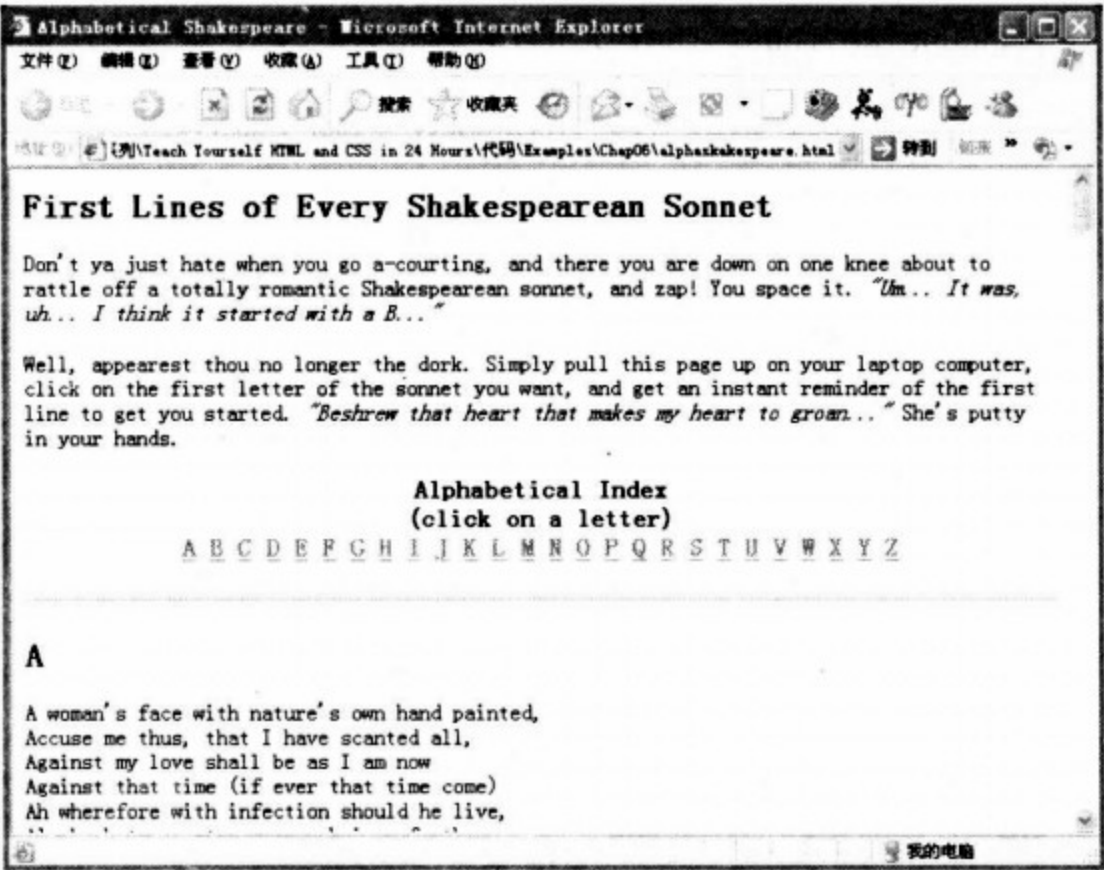 Alphabetical Shakespeare - Microsoft Internet Explorer
文件(F) 编辑(E) 查看(V) 收藏(A) 工具(T) 帮助(H)
搜索 收藏夹
列\Teach Yourself HTML and CSS in 24 Hours\代码\Examples\Chap06\alphashakespeare.html 转到 链接 »
First Lines of Every Shakespearean Sonnet
Don't ya just hate when you go a-courting, and there you are down on one knee about to
rattle off a totally romantic Shakespearean sonnet, and zap! You space it. "Um... It was,
uh... I think it started with a B..."
Well, appearest thou no longer the dork. Simply pull this page up on your laptop computer,
click on the first letter of the sonnet you want, and get an instant reminder of the first
line to get you started. "Beshrew that heart that makes my heart to groan..." She's putty
in your hands.
Alphabetical Index
(click on a letter)
A B C D E F G H I J K L M N O P Q R S T U V W X Y Z
A
A woman's face with nature's own hand painted,
Accuse me thus, that I have scanted all,
Against my love shall be as I am now
Against that time (if ever that time come)
Ah wherefore with infection should he live,
我的电脑